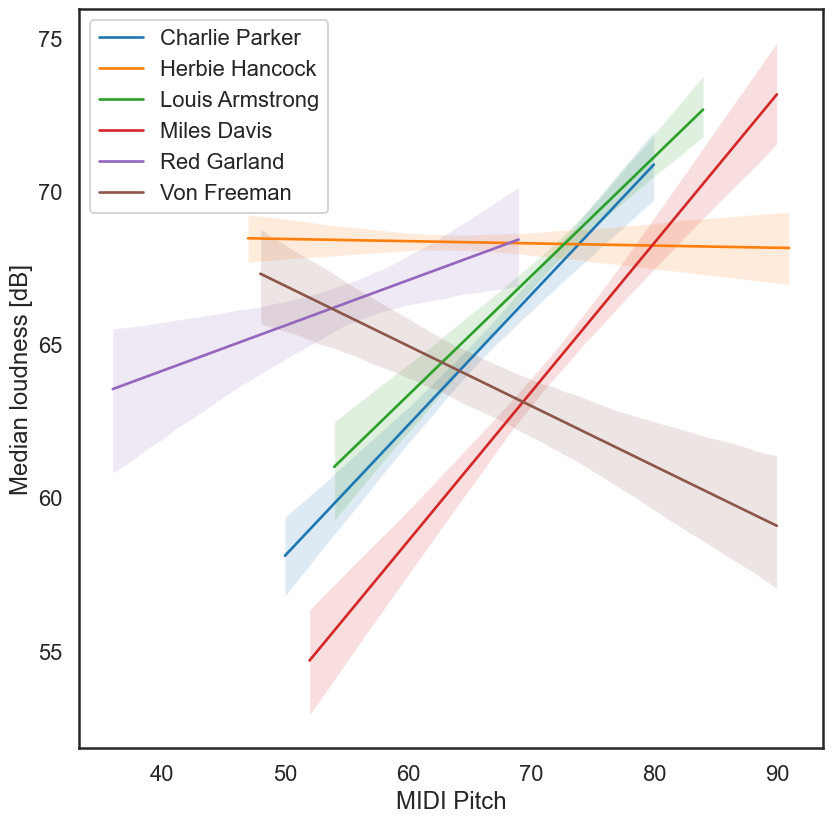 75
70
65
60
55
Median loudness [dB]
Charlie Parker
Herbie Hancock
Louis Armstrong
Miles Davis
Red Garland
Von Freeman
40 50 60 70 80 90
MIDI Pitch